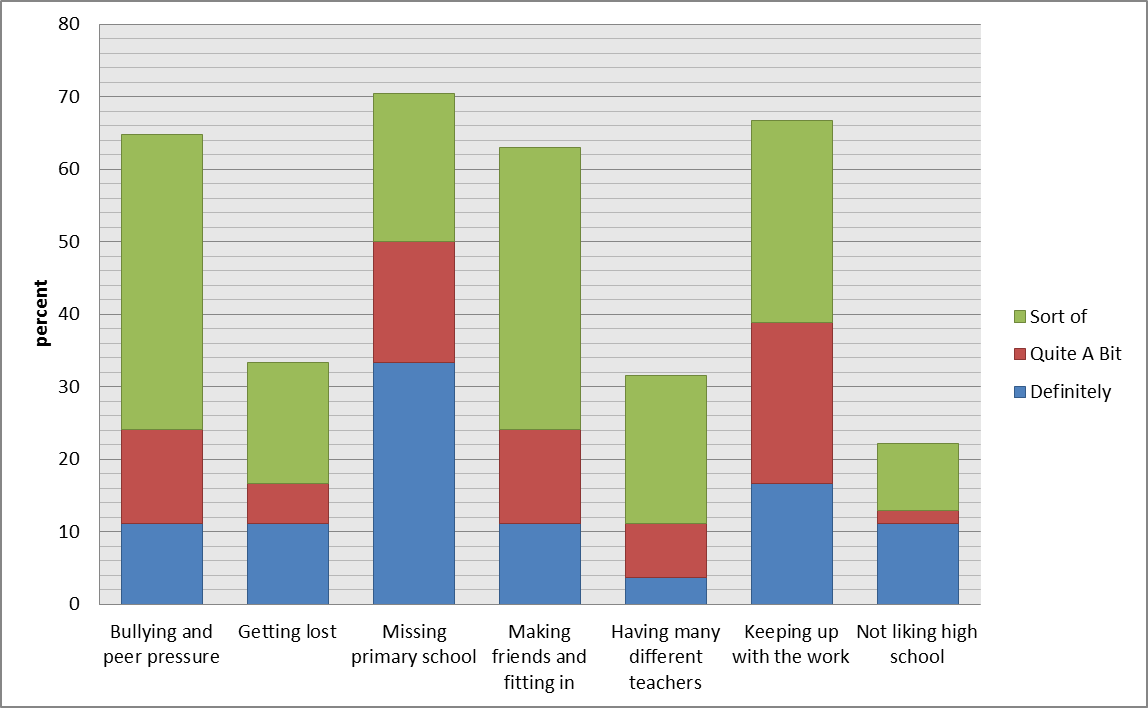 80
70
60
50
40
30
20
10
0
percent
Bullying and
peer pressure
Getting lost
Missing
primary school
Making
friends and
fitting in
Having many
different
teachers
Keeping up
with the work
Not liking high
school
Sort of
Quite A Bit
Definitely